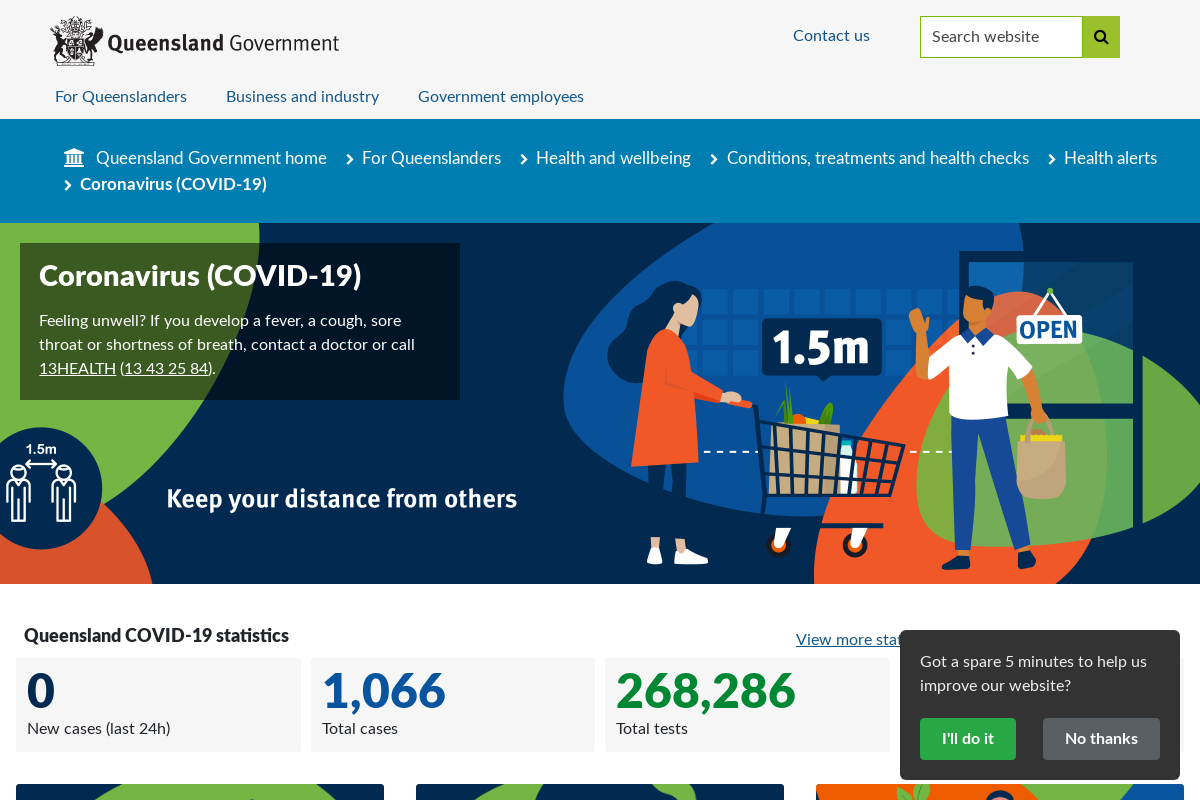 Queensland Government
Contact us
Search website
For Queenslanders
Business and industry
Government employees
Queensland Government home
For Queenslanders
Health and wellbeing
Conditions, treatments and health checks
Health alerts
Coronavirus (COVID-19)
Coronavirus (COVID-19)
Feeling unwell? If you develop a fever, a cough, sore
throat or shortness of breath, contact a doctor or call
13HEALTH (13 43 25 84).
1.5m
OPEN
1.5m
Keep your distance from others
Queensland COVID-19 statistics
View more
0
New cases (last 24h)
1,066
Total cases
268,286
Total tests
Got a spare 5 minutes to help us
improve our website?
I'll do it
No thanks